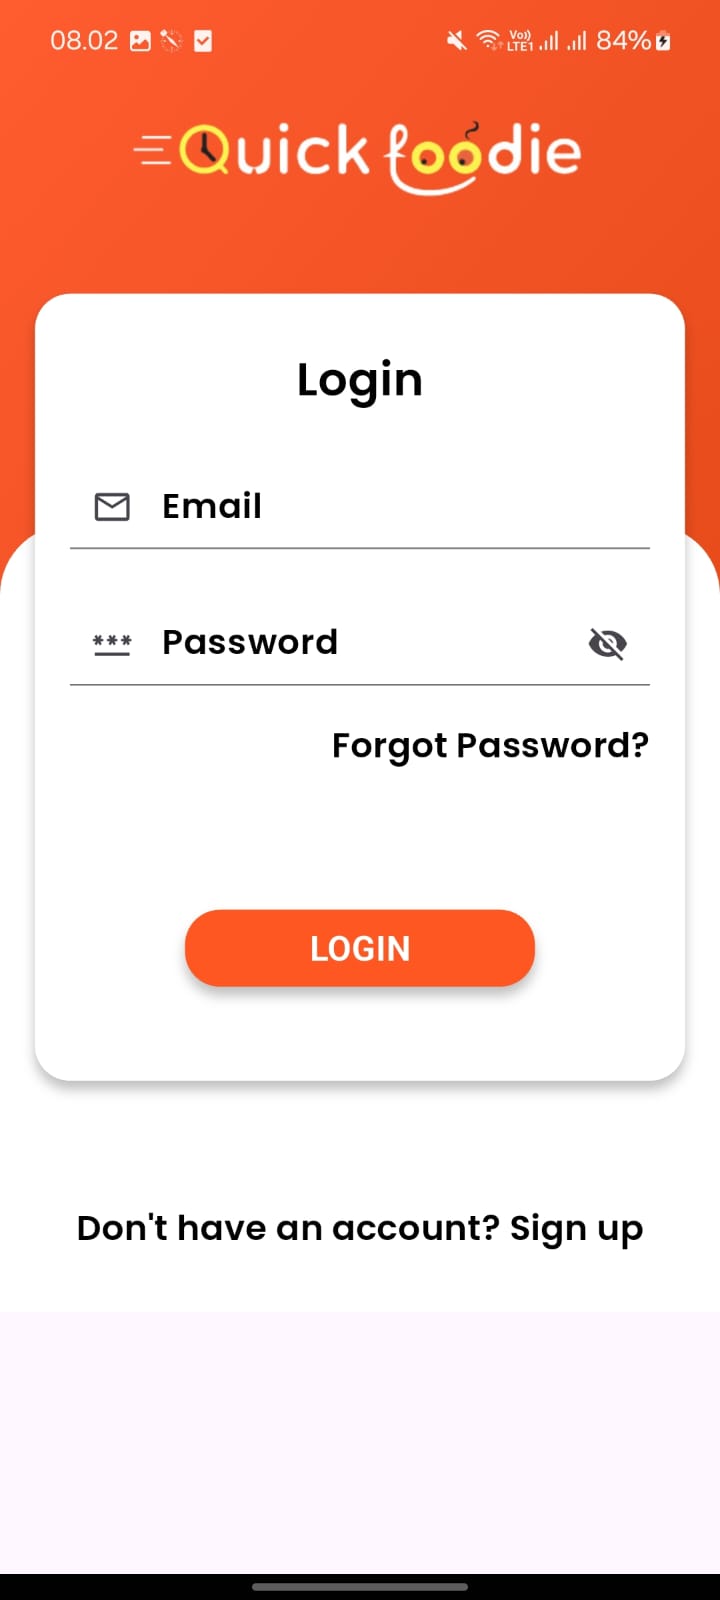 08.02 Vo)) LTE1 84%
Quick foodie
Login
Email
*** Password
Forgot Password?
LOGIN
Don't have an account? Sign up